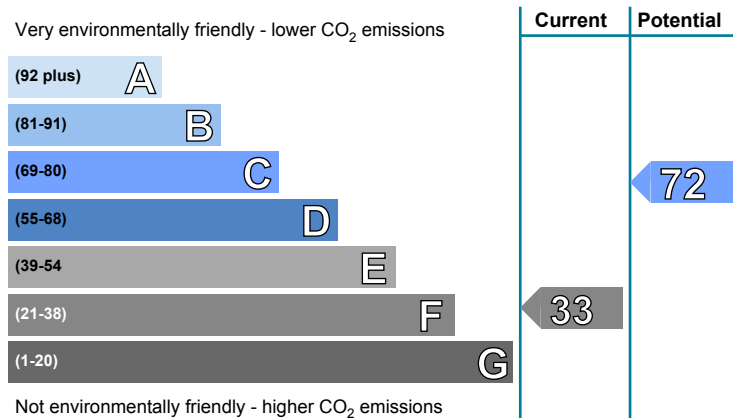 Very environmentally friendly - lower CO2 emissions
Current
Potential
(92 plus) A
(81-91) B
(69-80) C
72
(55-68) D
(39-54 E
(21-38) F
33
(1-20) G
Not environmentally friendly - higher CO2 emissions